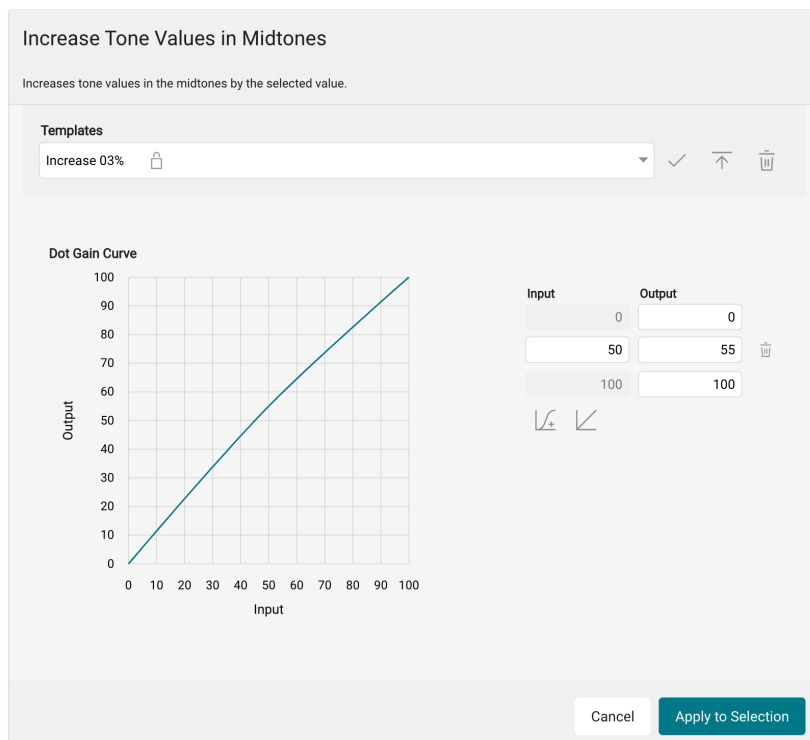 Increase Tone Values in Midtones
Increases tone values in the midtones by the selected value.
Templates
Increase 03%
Dot Gain Curve
100
90
80
70
60
50
40
30
20
10
0
Output
0 10 20 30 40 50 60 70 80 90 100
Input
Input Output
0 0
50 55
100 100
Cancel Apply to Selection